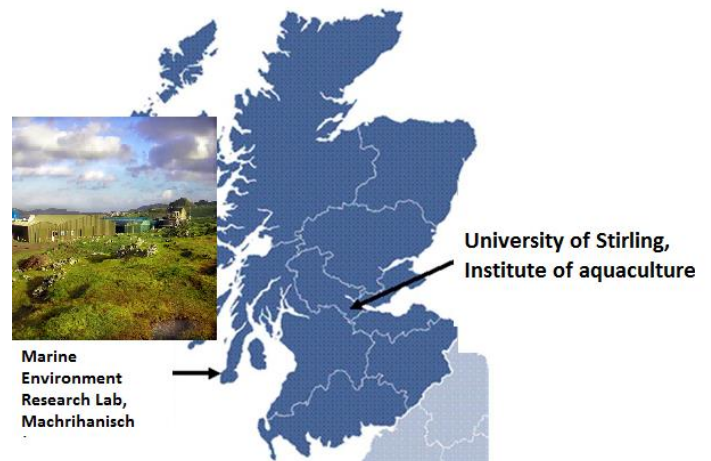 University of Stirling,
Institute of aquaculture
Marine
Environment
Research Lab,
Machrihanisch